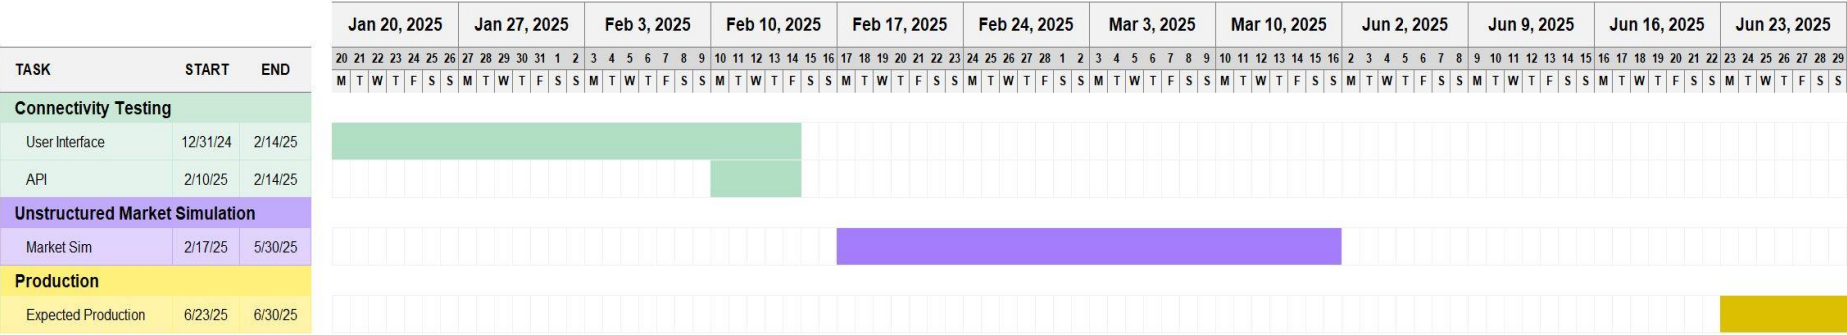 Jan 20, 2025 Jan 27, 2025 Feb 3, 2025 Feb 10, 2025 Feb 17, 2025 Feb 24, 2025 Mar 3, 2025 Mar 10, 2025 Jun 2, 2025 Jun 9, 2025 Jun 16, 2025 Jun 23, 2025
20 21 22 23 24 25 26 27 28 29 30 31 1 2 3 4 5 6 7 8 9 10 11 12 13 14 15 16 17 18 19 20 21 22 23 24 25 26 27 28 1 2 3 4 5 6 7 8 9 10 11 12 13 14 15 16 2 3 4 5 6 7 8 9 10 11 12 13 14 15 16 17 18 19 20 21 22 23 24 25 26 27 28 29
TASK START END
M T W T F S S M T W T F S S M T W T F S S M T W T F S S M T W T F S S M T W T F S S M T W T F S S M T W T F S S M T W T F S S M T W T F S S M T W T F S S M T W T F S S
Connectivity Testing
User Interface 12/31/24 2/14/25
API 2/10/25 2/14/25
Unstructured Market Simulation
Market Sim 2/17/25 5/30/25
Production
Expected Production 6/23/25 6/30/25